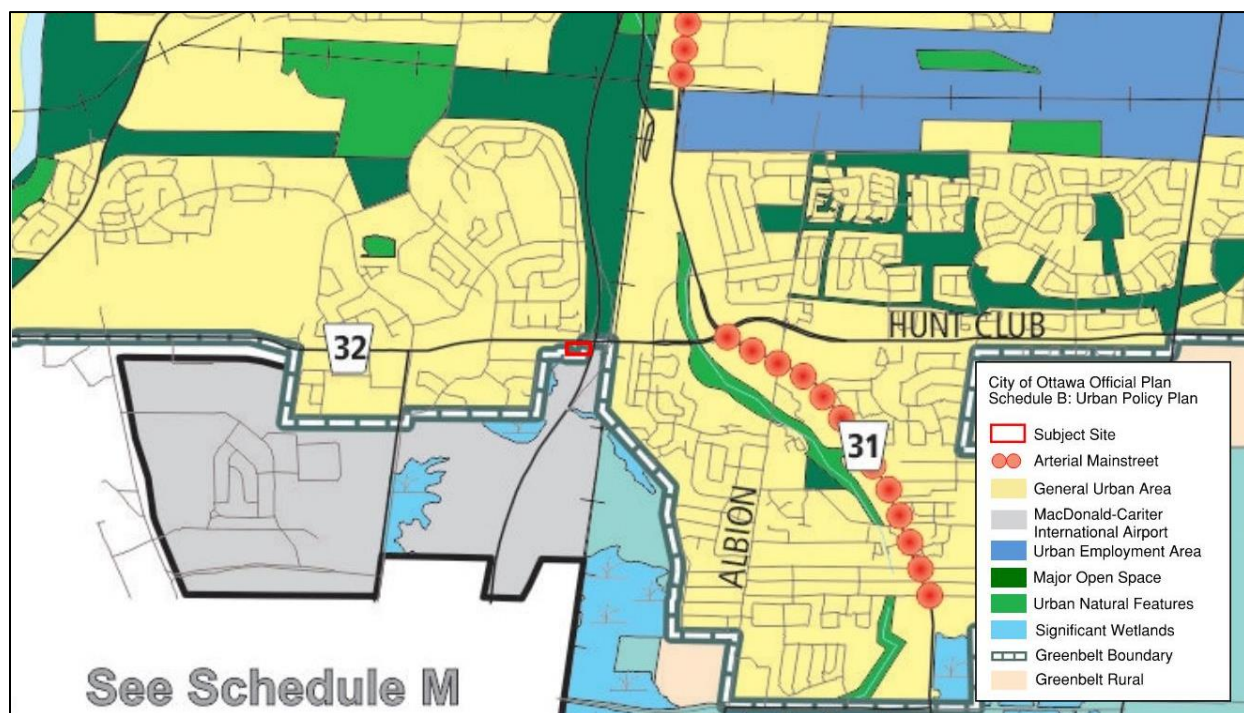 HUNT CLUB
32
31
ALBION
See Schedule M
City of Ottawa Official Plan
Schedule B: Urban Policy Plan
Subject Site
Arterial Mainstreet
General Urban Area
MacDonald-Cariter
International Airport
Urban Employment Area
Major Open Space
Urban Natural Features
Significant Wetlands
Greenbelt Boundary
Greenbelt Rural